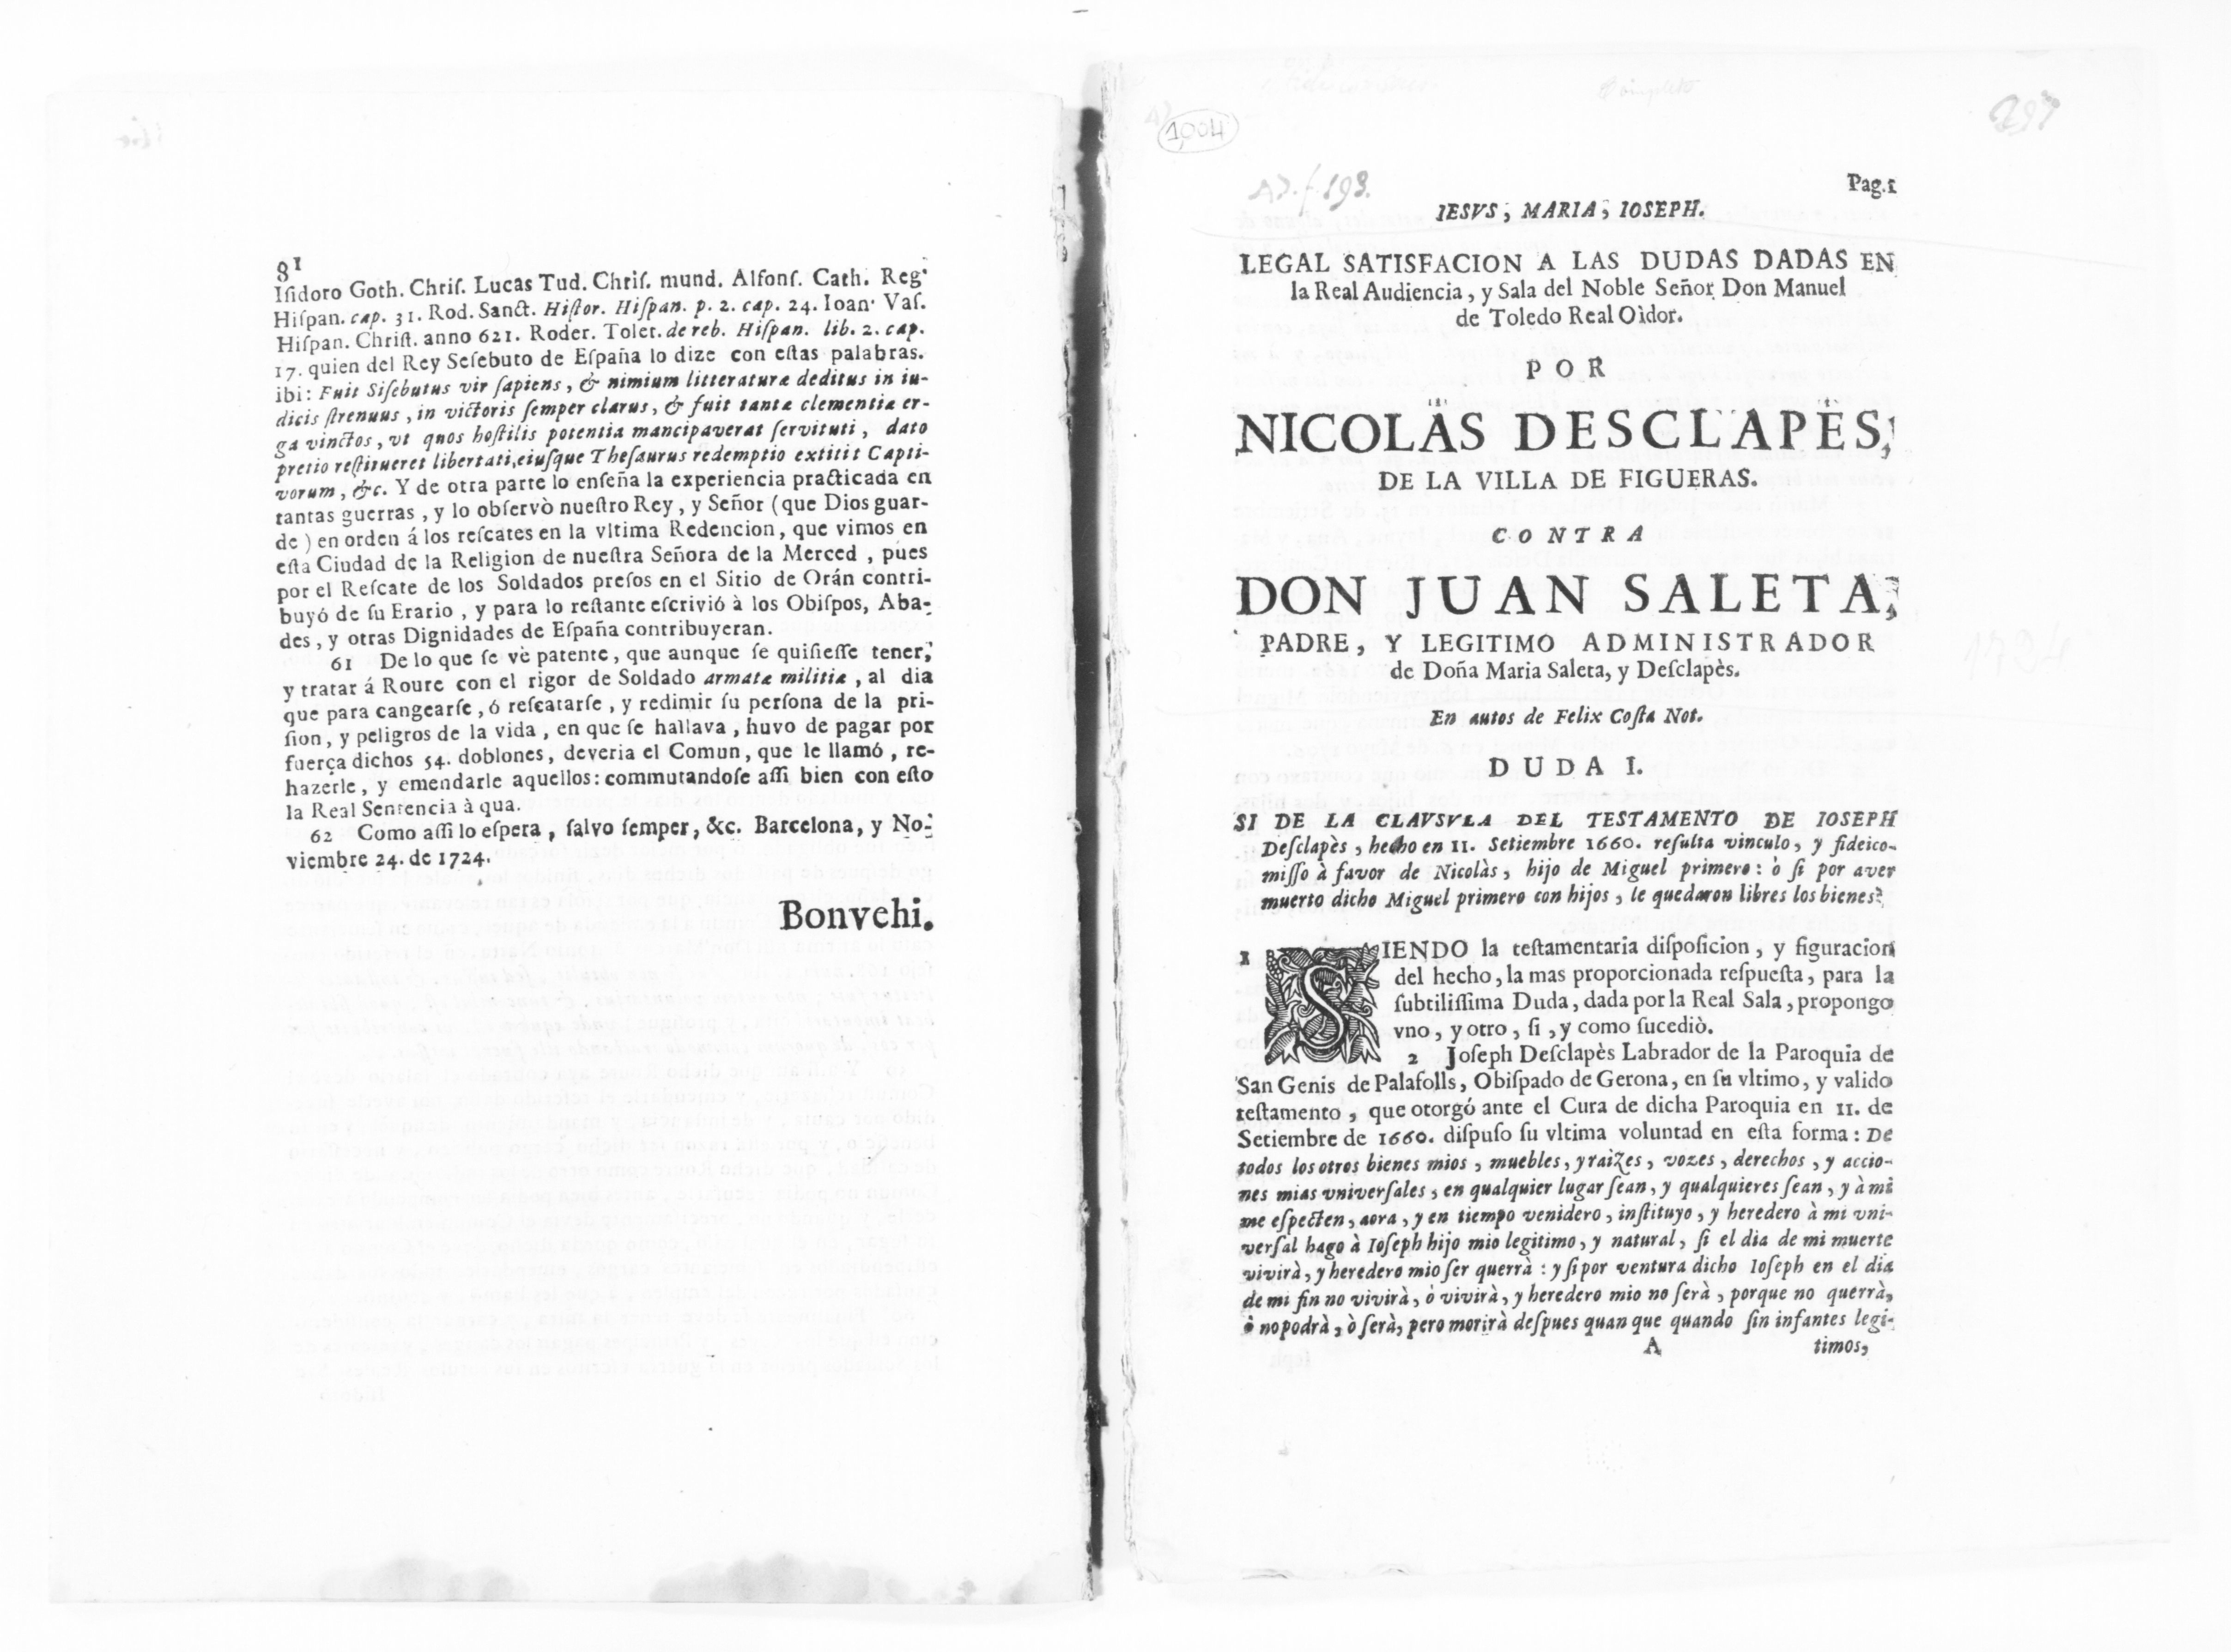 81
Isidoro Goth. Chris. Lucas Tud. Chris. mund. Alfons. Cath. Reg.
Hispan. cap. 31. Rod. Sanct. Histor. Hispan. p. 2. cap. 24. Ioan. Vas.
Hispan. Christ. anno 621. Roder. Tolet. de reb. Hispan. lib. 2. cap.
17. quien del Rey Sesebuto de España lo dize con estas palabras.
ibi: Fuit Sisebutus vir sapiens, & nimium litteraturæ deditus in iu-
dicis strenuus, in victoris semper clarus, & fuit tantæ clementiæ er-
ga vinctos, vt quos hostilis potentia mancipaverat servituti, dato
pretio restitueret libertati, eiusque Thesaurus redemptio extitit Capti-
vorum, &c. Y de otra parte lo enseña la experiencia practicada en
tantas guerras, y lo observò nuestro Rey, y Señor (que Dios guar-
de) en orden á los rescates en la vltima Redencion, que vimos en
esta Ciudad de la Religion de nuestra Señora de la Merced, pues
por el Rescate de los Soldados presos en el Sitio de Orán contri-
buyó de su Erario, y para lo restante escrivió à los Obispos, Aba-
des, y otras Dignidades de España contribuyeran.
61 De lo que se vè patente, que aunque se quisiesse tener,
y tratar á Roure con el rigor de Soldado armatæ militiæ, al dia
que para cangearse, ó rescatarse, y redimir su persona de la pri-
sion, y peligros de la vida, en que se hallava, huvo de pagar por
fuerça dichos 54. doblones, deveria el Comun, que le llamó, re-
hazerle, y emendarle aquellos: commutandose assi bien con esto
la Real Sentencia à qua.
62 Como assi lo espera, salvo semper, &c. Barcelona, y No-
viembre 24. de 1724.
Bonvehi.
1004
297
A7. f. 193.
Pag. 1
IESVS, MARIA, IOSEPH.
LEGAL SATISFACION A LAS DUDAS DADAS EN
la Real Audiencia, y Sala del Noble Señor Don Manuel
de Toledo Real Oìdor.
POR
NICOLÀS DESCLAPÈS,
DE LA VILLA DE FIGUERAS.
CONTRA
DON JUAN SALETA,
PADRE, Y LEGITIMO ADMINISTRADOR
de Doña Maria Saleta, y Desclapès.
En autos de Felix Costa Not.
DUDA I.
SI DE LA CLAVSVLA DEL TESTAMENTO DE IOSEPH
Desclapès, hecho en 11. Setiembre 1660. resulta vinculo, y fideico-
misso à favor de Nicolàs, hijo de Miguel primero: ò si por aver
muerto dicho Miguel primero con hijos, le quedaron libres los bienes?
1 SIENDO la testamentaria disposicion, y figuracion
del hecho, la mas proporcionada respuesta, para la
subtilissima Duda, dada por la Real Sala, propongo
vno, y otro, si, y como sucediò.
2 Joseph Desclapès Labrador de la Paroquia de
San Genis de Palafolls, Obispado de Gerona, en su vltimo, y valido
testamento, que otorgó ante el Cura de dicha Paroquia en 11. de
Setiembre de 1660. dispuso su vltima voluntad en esta forma: De
todos los otros bienes mios, muebles, y raìzes, vozes, derechos, y accio-
nes mias vniversales, en qualquier lugar sean, y qualquieres sean, y à mi
me especten, aora, y en tiempo venidero, instituyo, y heredero à mi vni-
versal hago à Ioseph hijo mio legitimo, y natural, si el dia de mi muerte
vivirà, y heredero mio ser querrà: y si por ventura dicho Ioseph en el dia
de mi fin no vivirà, ò vivirà, y heredero mio no serà, porque no querrà,
ò no podrà, ò serà, pero morirà despues quan que quando sin infantes legi-
A timos,